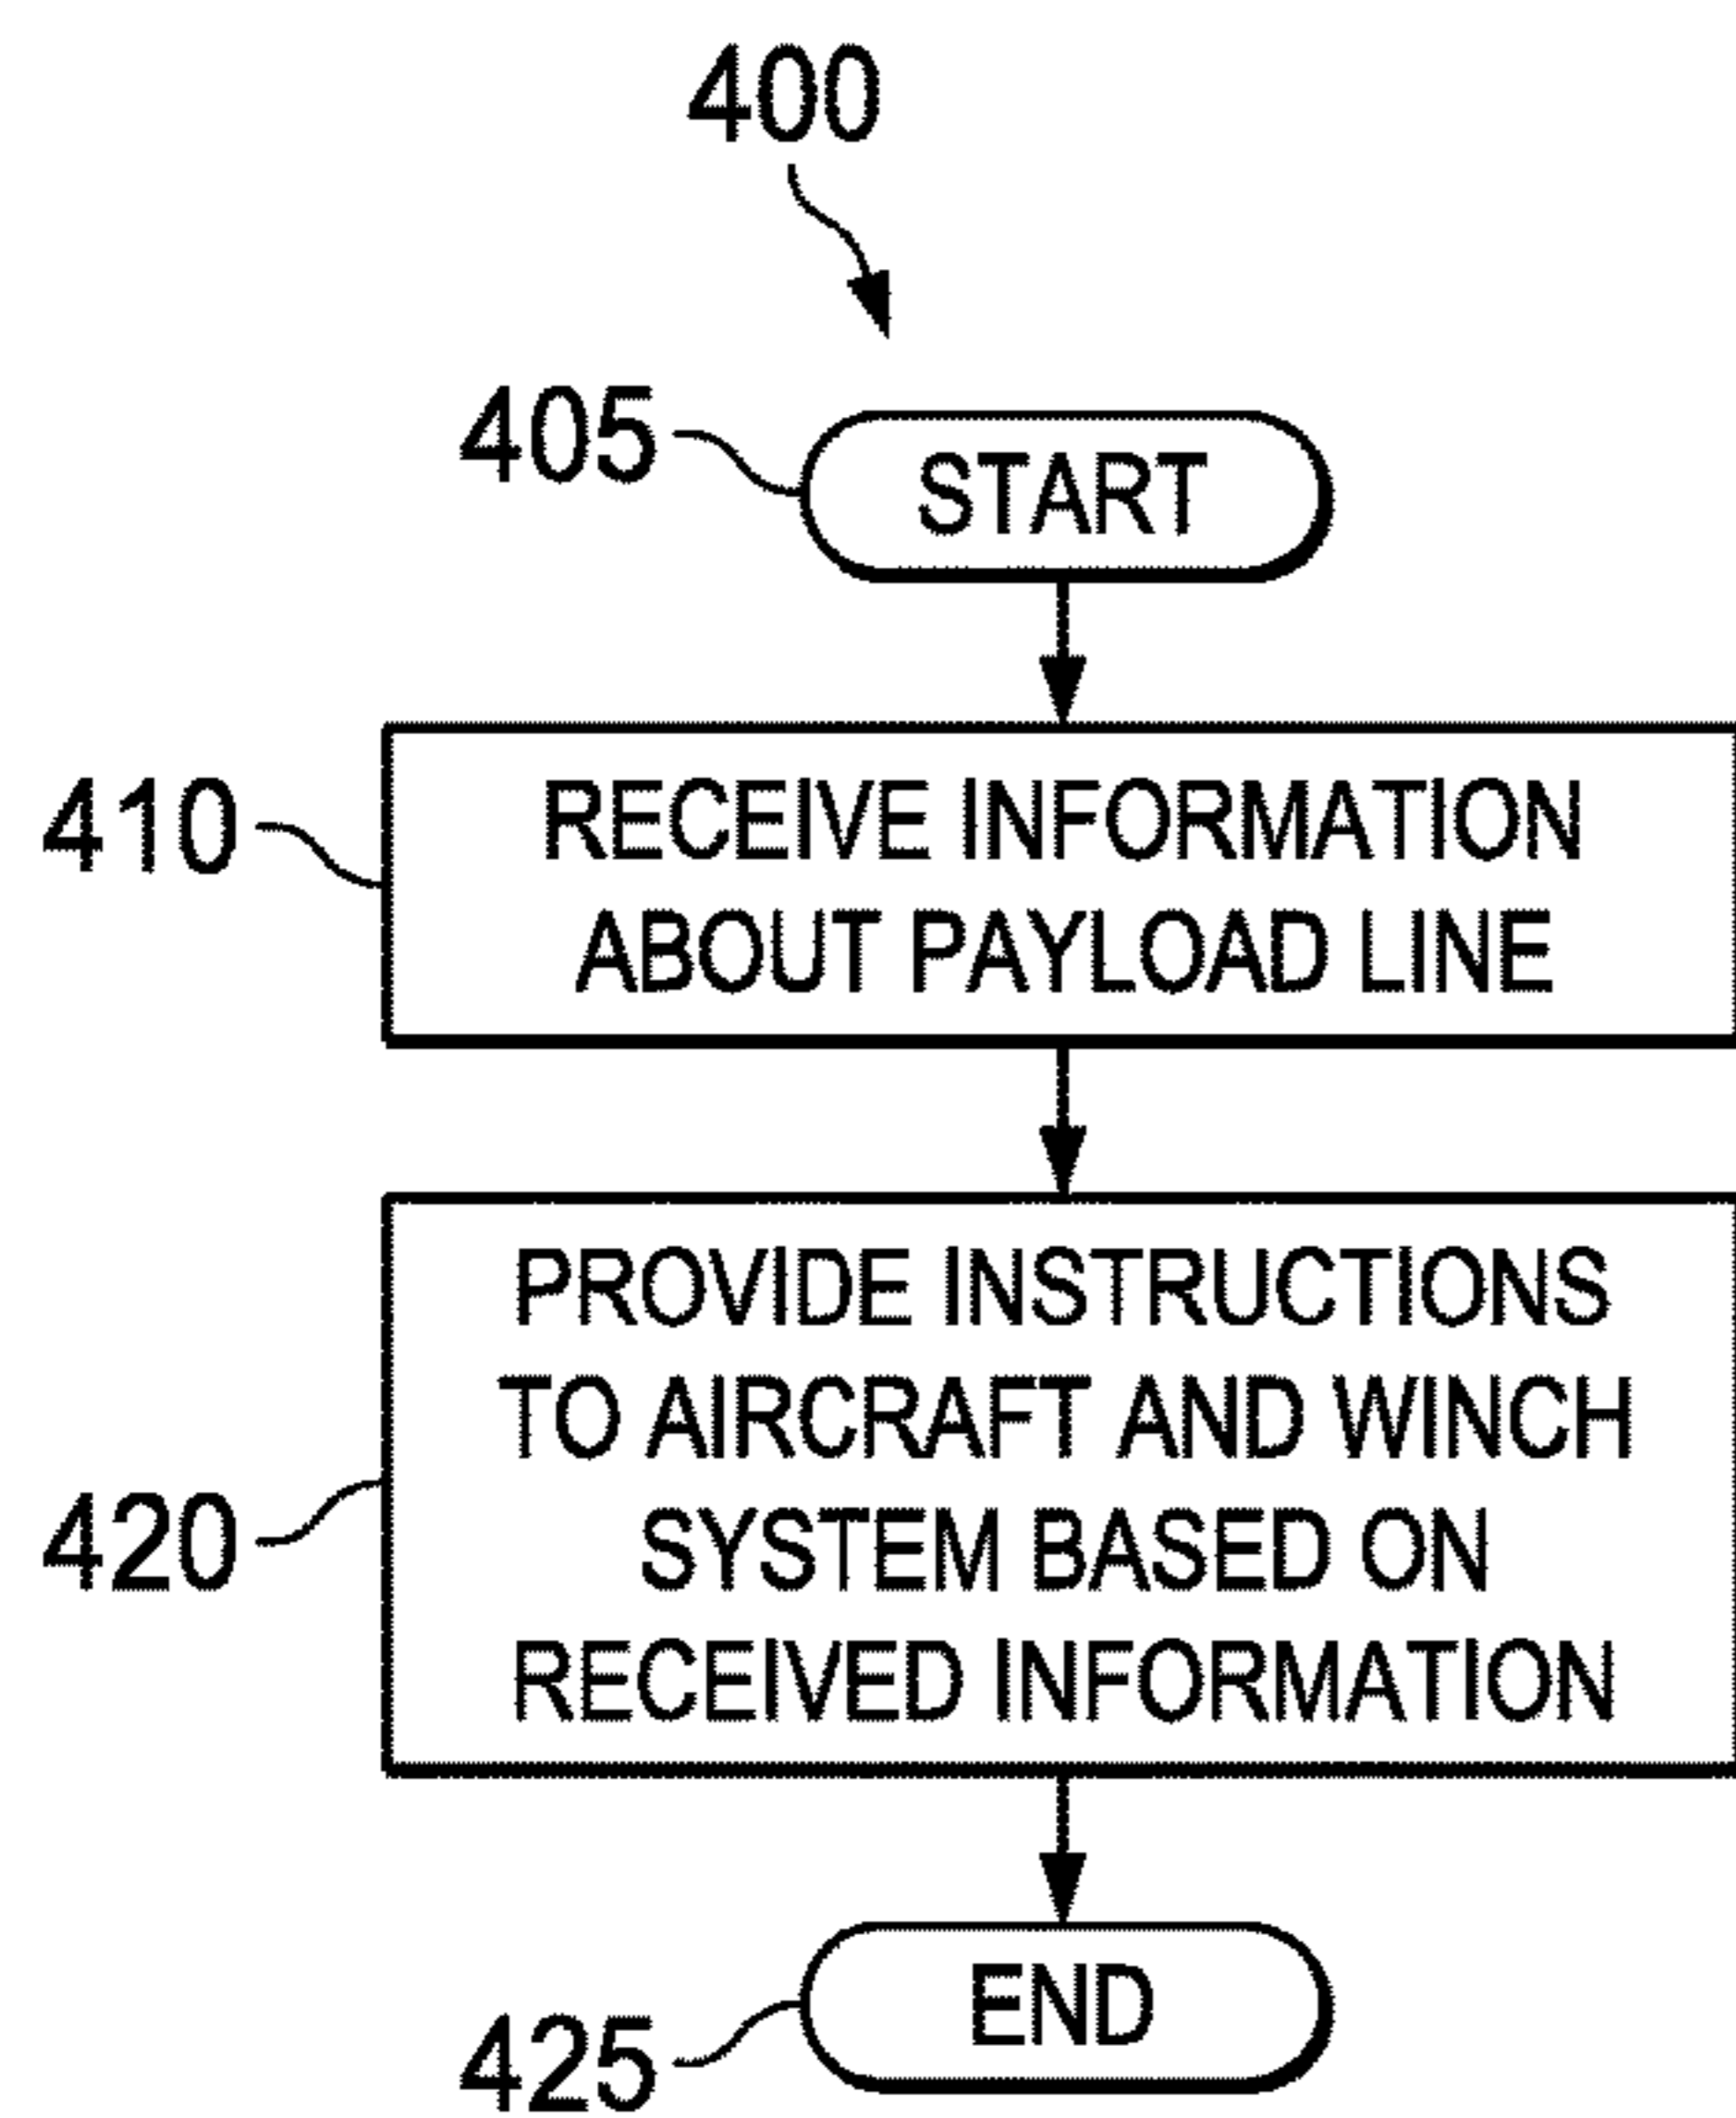 400
405
START
410
RECEIVE INFORMATION
ABOUT PAYLOAD LINE
PROVIDE INSTRUCTIONS
TO AIRCRAFT AND WINCH
420
SYSTEM BASED ON
RECEIVED INFORMATION
END
425